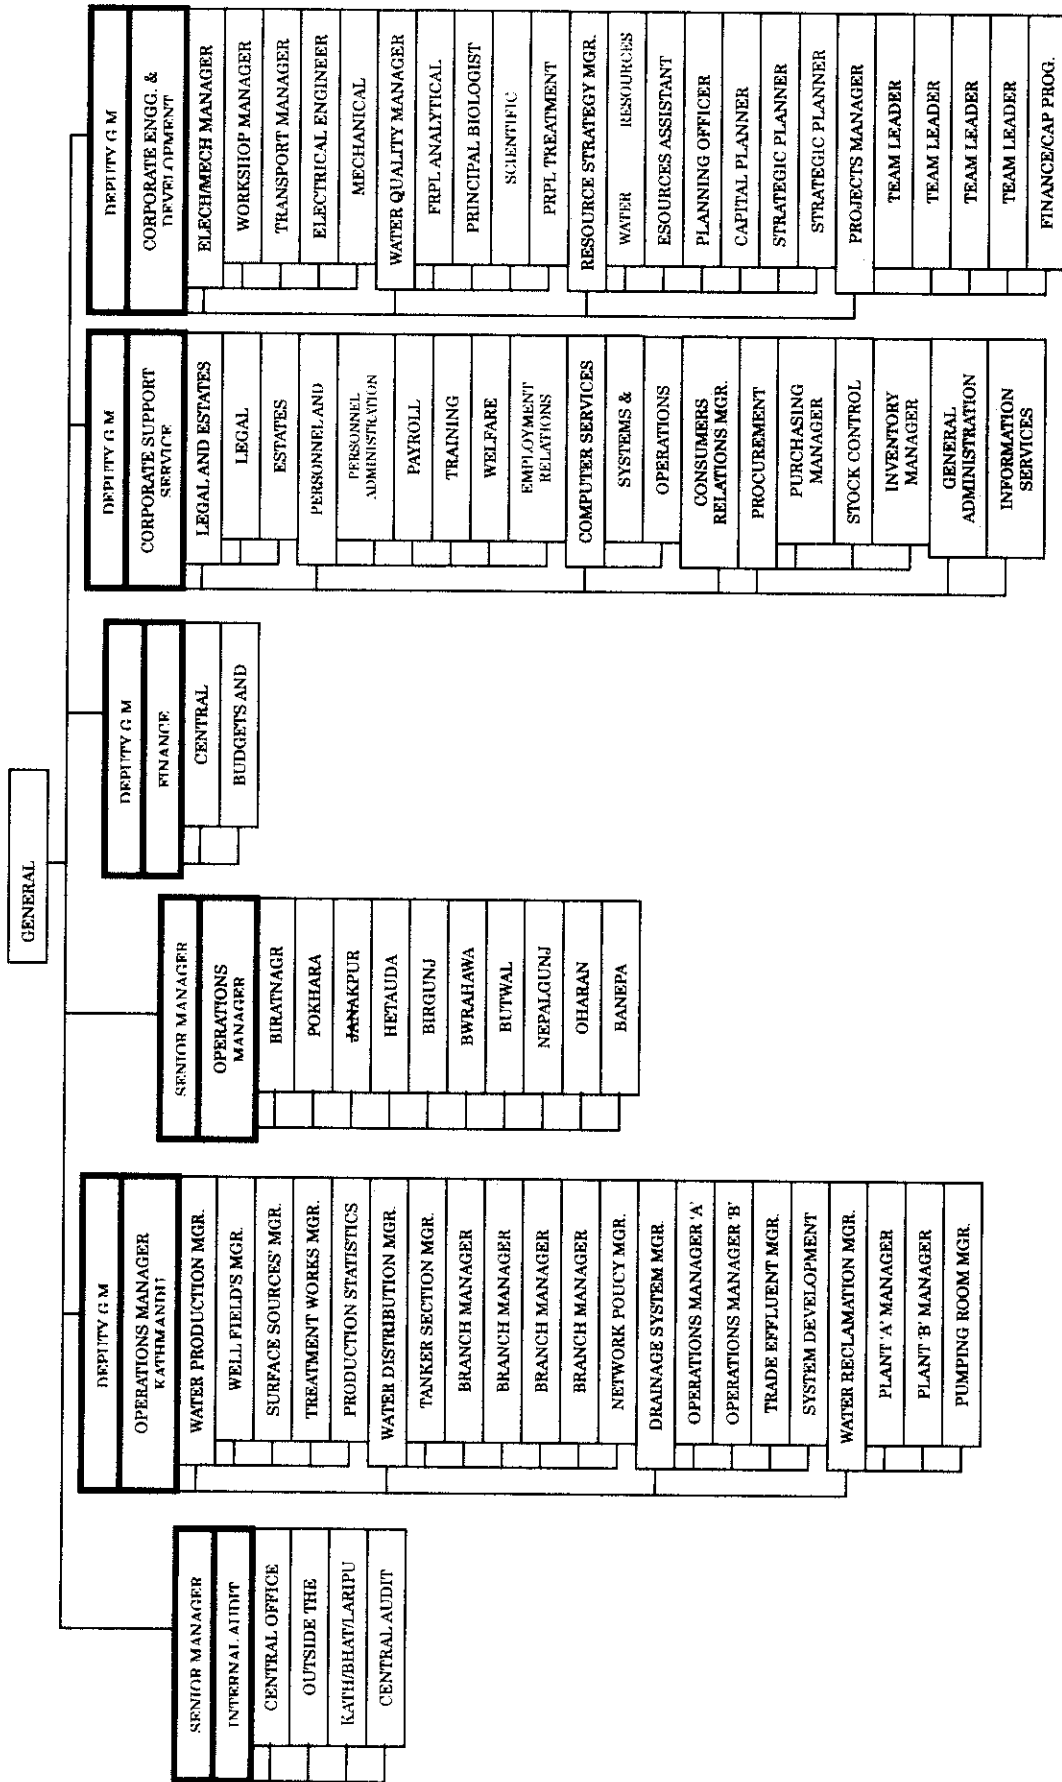 GENERAL
SENIOR MANAGER
INTERNAL AUDIT
CENTRAL OFFICE
OUTSIDE THE
KATH/BHAT/LARIPU
CENTRAL AUDIT
DEPUTY G M
OPERATIONS MANAGER
KATHMANDU
WATER PRODUCTION MGR.
WELL FIELD'S MGR.
SURFACE SOURCES' MGR.
TREATMENT WORKS MGR.
PRODUCTION STATISTICS
WATER DISTRIBUTION MGR.
TANKER SECTION MGR.
BRANCH MANAGER
BRANCH MANAGER
BRANCH MANAGER
BRANCH MANAGER
NETWORK POUCY MGR.
DRAINAGE SYSTEM MGR.
OPERATIONS MANAGER 'A'
OPERATIONS MANAGER 'B'
TRADE EFFLUENT MGR.
SYSTEM DEVELOPMENT
WATER RECLAMATION MGR.
PLANT 'A' MANAGER
PLANT 'B' MANAGER
PUMPING ROOM MGR.
SENIOR MANAGER
OPERATIONS
MANAGER
BIRATNAGR
POKHARA
JANAKPUR
HETAUDA
BIRGUNJ
BWRAHAWA
BUTWAL
NEPALGUNJ
OHARAN
BANEPA
DEPUTY G M
FINANCE
CENTRAL
BUDGETS AND
DEPUTY G M
CORPORATE SUPPORT
SERVICE
LEGAL AND ESTATES
LEGAL
ESTATES
PERSONNEL AND
PERSONNEL
ADMINISTRATION
PAYROLL
TRAINING
WELFARE
EMPLOYMENT
RELATIONS
COMPUTER SERVICES
SYSTEMS &
OPERATIONS
CONSUMERS
RELATIONS MGR.
PROCUREMENT
PURCHASING
MANAGER
STOCK CONTROL
INVENTORY
MANAGER
GENERAL
ADMINISTRATION
INFORMATION
SERVICES
DEPUTY G M
CORPORATE ENGG. &
DEVELOPMENT
ELECH/MECH MANAGER
WORKSHOP MANAGER
TRANSPORT MANAGER
ELECTRICAL ENGINEER
MECHANICAL
WATER QUALITY MANAGER
FRPL ANALYTICAL
PRINCIPAL BIOLOGIST
SCIENTIFIC
PRPL TREATMENT
RESOURCE STRATEGY MGR.
WATER RESOURCES
ESOURCES ASSISTANT
PLANNING OFFICER
CAPITAL PLANNER
STRATEGIC PLANNER
STRATEGIC PLANNER
PROJECTS MANAGER
TEAM LEADER
TEAM LEADER
TEAM LEADER
TEAM LEADER
FINANCE/CAP PROG.